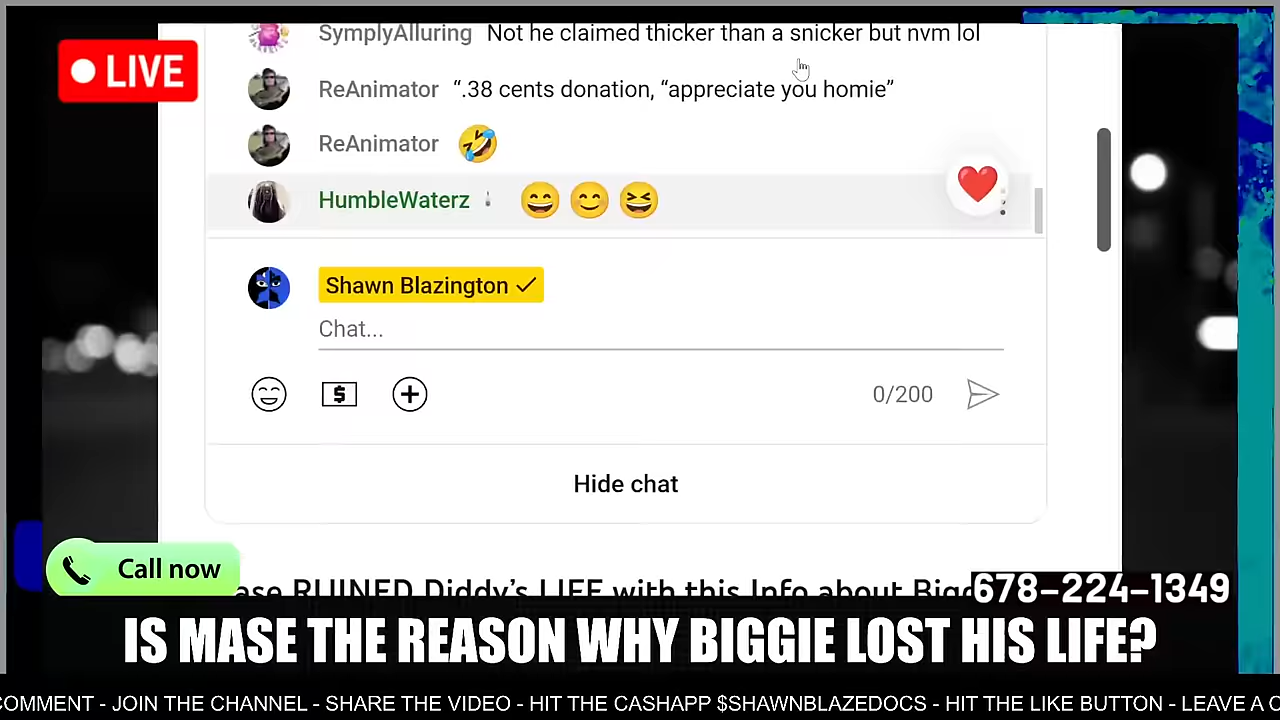 LIVE
SymplyAlluring Not he claimed thicker than a snicker but nvm lol
ReAnimator “.38 cents donation, “appreciate you homie”
ReAnimator
HumbleWaterz
Shawn Blazington
Chat...
$
0/200
Hide chat
Call now
ase RUINED Diddy’s LIFE with this Info about Bigg
678-224-1349
IS MASE THE REASON WHY BIGGIE LOST HIS LIFE?
COMMENT - JOIN THE CHANNEL - SHARE THE VIDEO - HIT THE CASHAPP $SHAWNBLAZEDOCS - HIT THE LIKE BUTTON - LEAVE A C